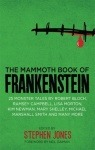 THE MAMMOTH BOOK OF
FRANKENSTEIN
25 MONSTER TALES BY ROBERT BLOCH,
RAMSEY CAMPBELL, LISA MORTON,
KIM NEWMAN, MARY SHELLEY, MICHAEL
MARSHALL SMITH AND MANY MORE
EDITED BY
STEPHEN JONES